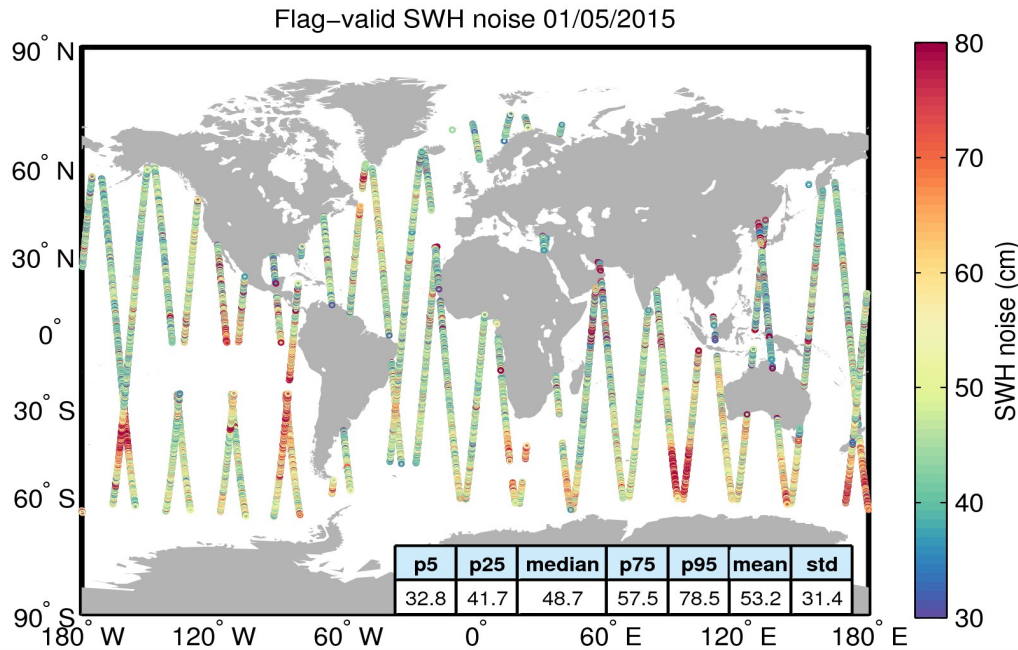 Flag−valid SWH noise 01/05/2015
90° N
60° N
30° N
0°
30° S
60° S
90° S
180° W
120° W
60° W
0°
60° E
120° E
180° E
p5 p25 median p75 p95 mean std
32.8 41.7 48.7 57.5 78.5 53.2 31.4
80
70
60
50
40
30
SWH noise (cm)